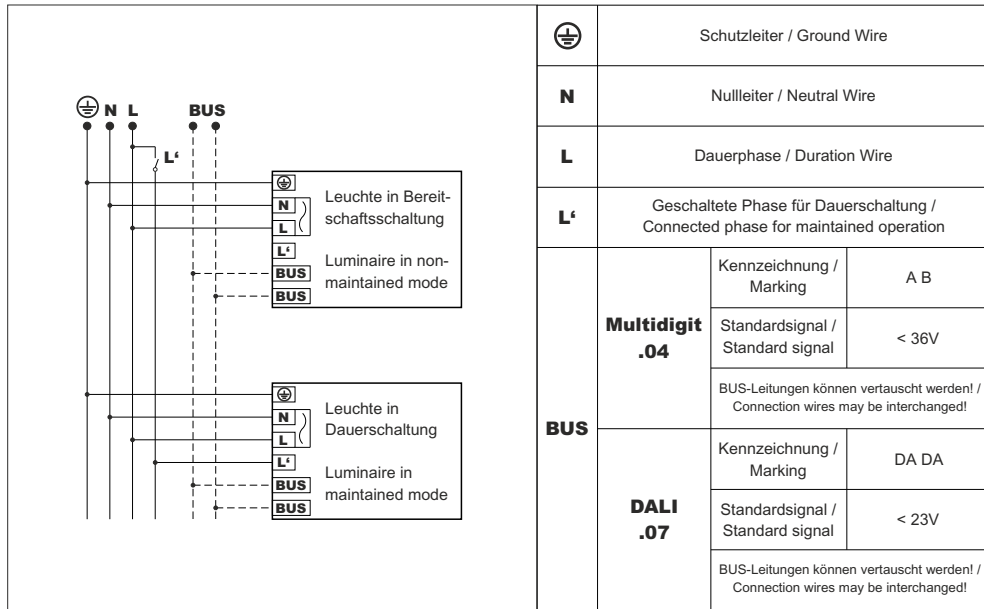 N L BUS
L‘
N
L
L‘
BUS
BUS
Leuchte in Bereit-
schaftsschaltung
Luminaire in non-
maintained mode
N
L
L‘
BUS
BUS
Leuchte in
Dauerschaltung
Luminaire in
maintained mode
Schutzleiter / Ground Wire
N Nullleiter / Neutral Wire
L Dauerphase / Duration Wire
L‘ Geschaltete Phase für Dauerschaltung /
Connected phase for maintained operation
BUS
Multidigit
.04
Kennzeichnung /
Marking
A B
Standardsignal /
Standard signal
< 36V
BUS-Leitungen können vertauscht werden! /
Connection wires may be interchanged!
DALI
.07
Kennzeichnung /
Marking
DA DA
Standardsignal /
Standard signal
< 23V
BUS-Leitungen können vertauscht werden! /
Connection wires may be interchanged!